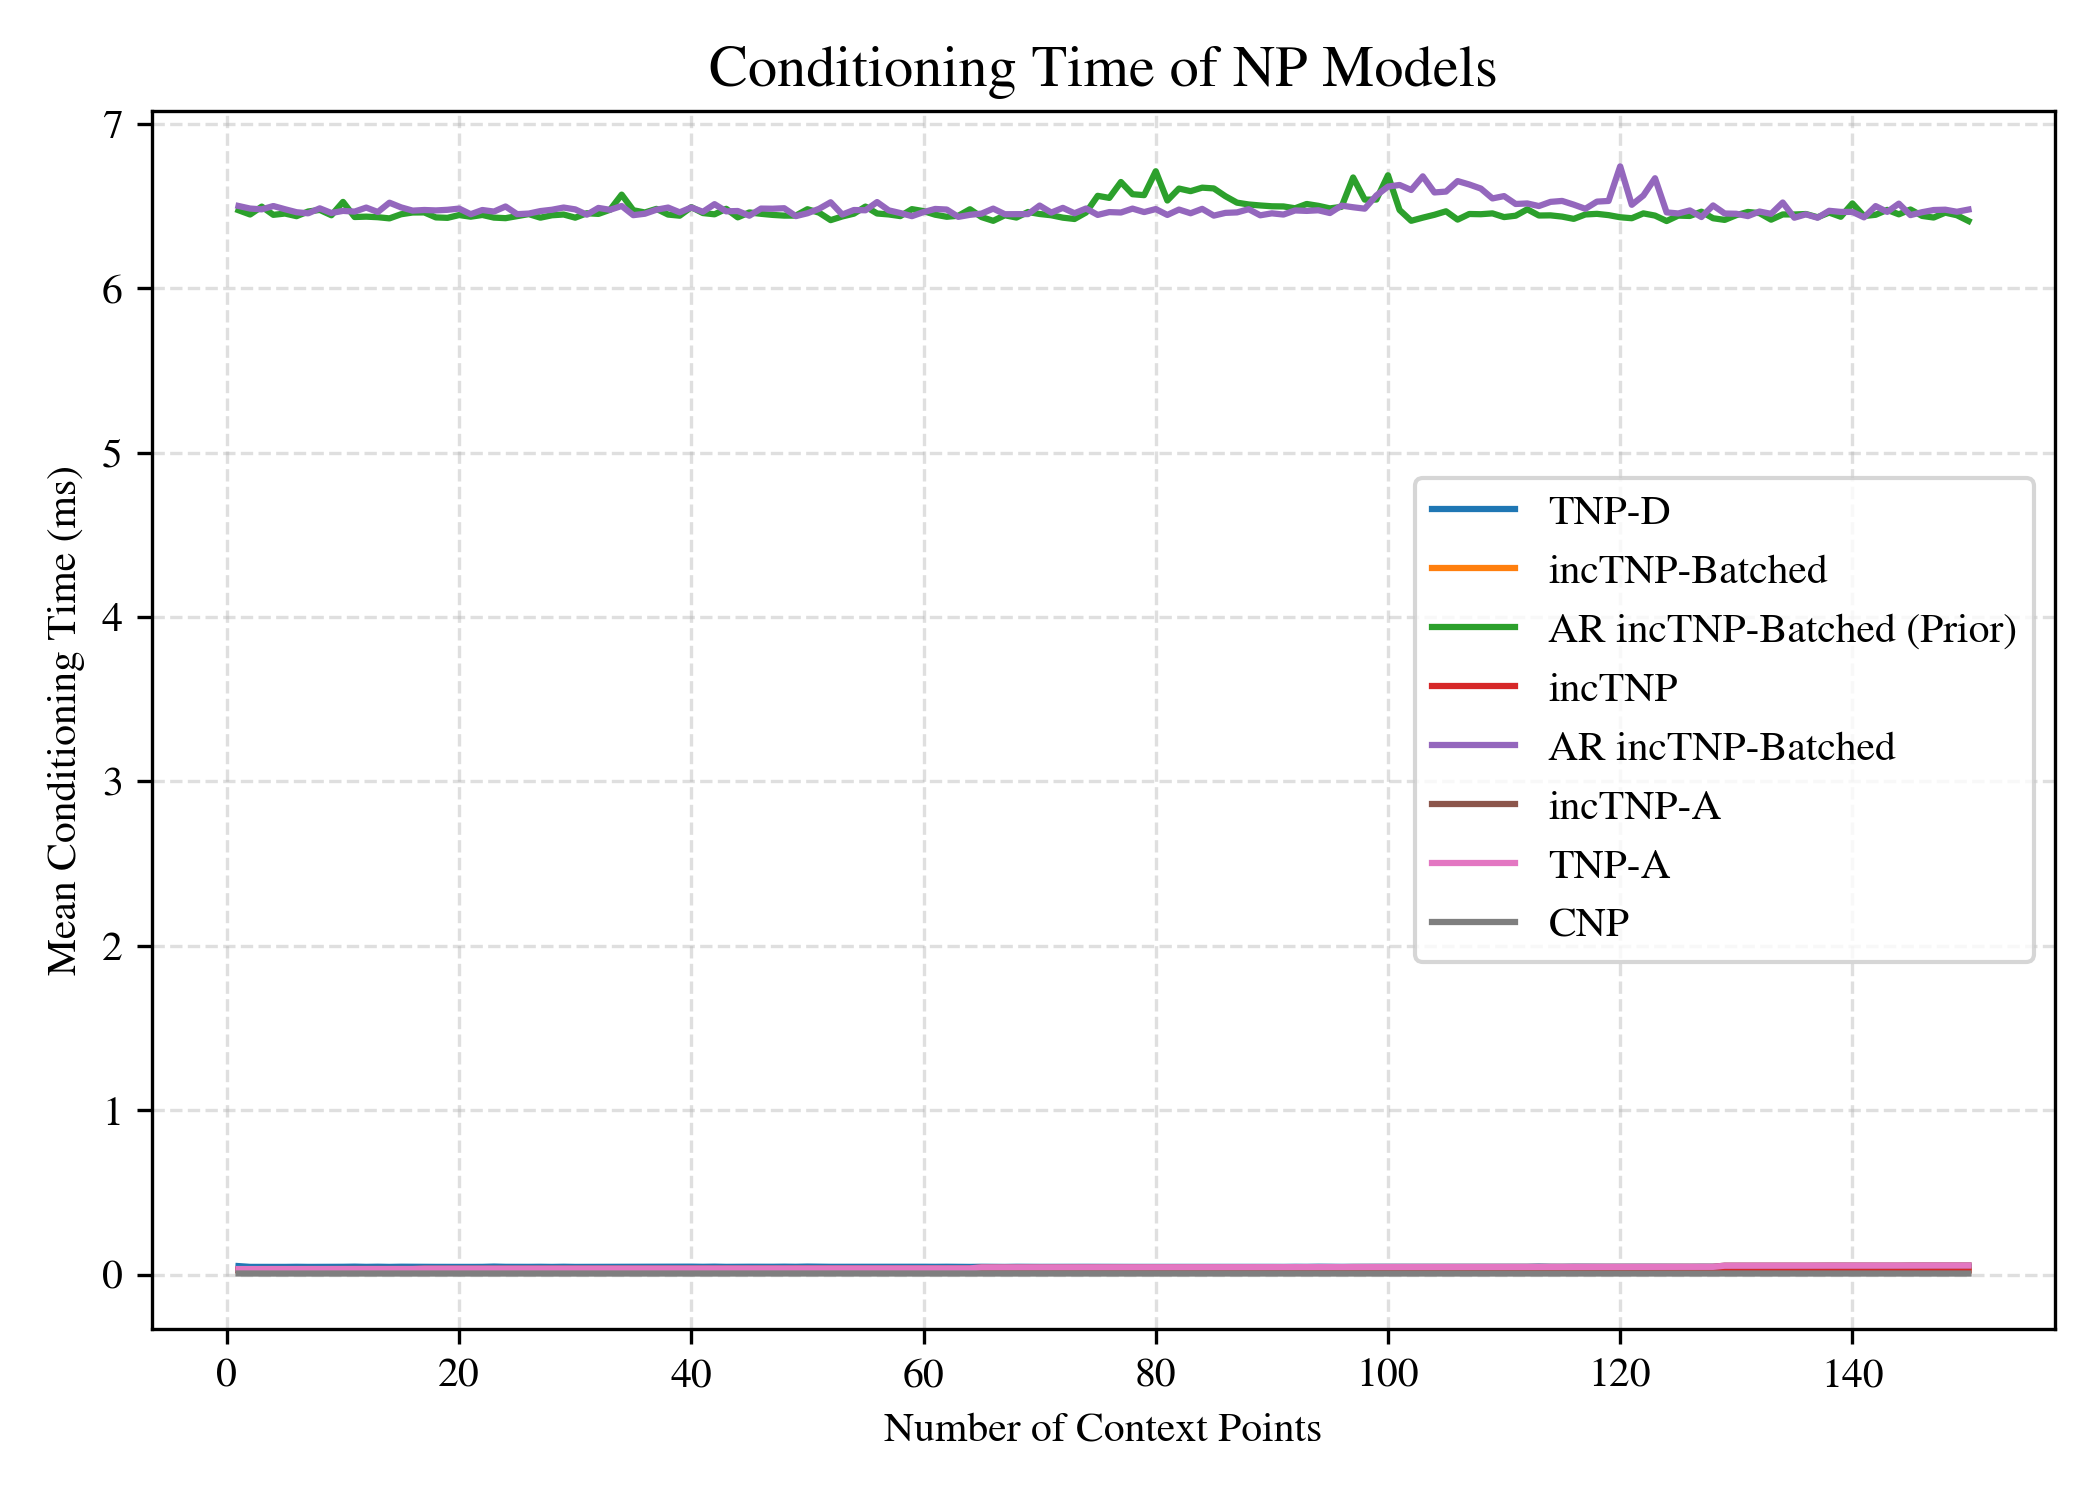 Conditioning Time of NP Models
Mean Conditioning Time (ms)
7
6
5
4
3
2
1
0
TNP-D
incTNP-Batched
AR incTNP-Batched (Prior)
incTNP
AR incTNP-Batched
incTNP-A
TNP-A
CNP
0 20 40 60 80 100 120 140
Number of Context Points